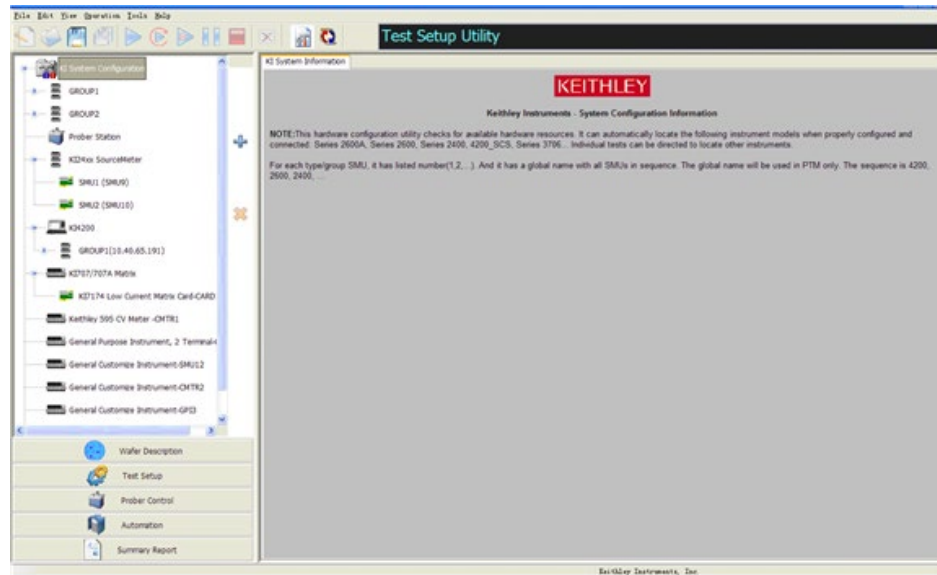 File Edit View Operation Tools Help
Test Setup Utility
KI System Configuration
GROUP1
GROUP2
Prober Station
KI24xx SourceMeter
SMU1 (SMU9)
SMU2 (SMU10)
KI4200
GROUP1(10.40.65.191)
KI707/707A Matrix
KI7174 Low Current Matrix Card-CARD
Keithley 595 CV Meter -CMTR1
General Purpose Instrument, 2 Terminal-
General Customize Instrument-SMU12
General Customize Instrument-CMTR2
General Customize Instrument-GPI3
Wafer Description
Test Setup
Prober Control
Automation
Summary Report
KI System Information
KEITHLEY
Keithley Instruments - System Configuration Information
NOTE:This hardware configuration utility checks for available hardware resources. It can automatically locate the following instrument models when properly configured and
connected: Series 2600A, Series 2600, Series 2400, 4200_SCS, Series 3706... Individual tests can be directed to locate other instruments.
For each type/group SMU, it has listed number(1,2,...). And it has a global name with all SMUs in sequence. The global name will be used in PTM only. The sequence is 4200,
2600, 2400, ...
Keithley Instruments, Inc.